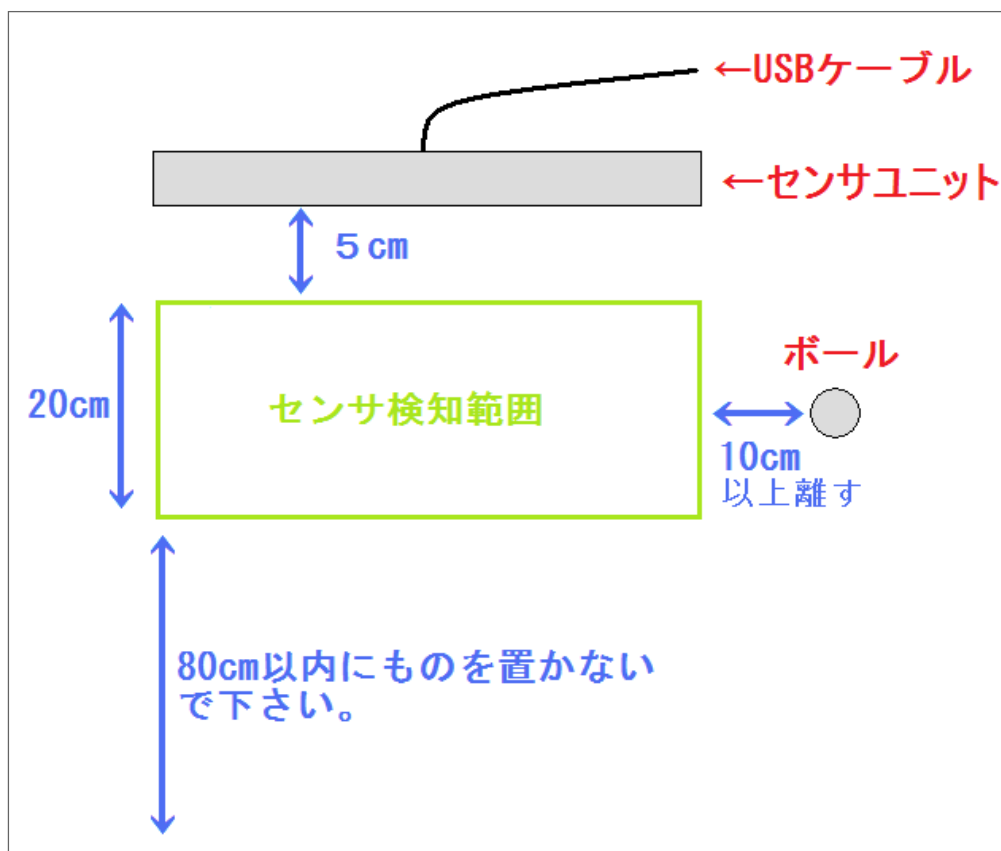 ←USBケーブル
←センサユニット
５cm
ボール
20cm
センサ検知範囲
10cm
以上離す
80cm以内にものを置かない
で下さい。